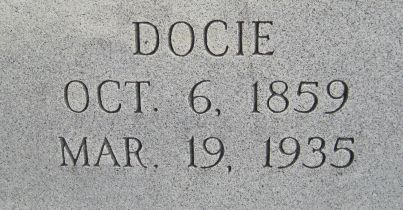 DOCIE
OCT. 6, 1859
MAR. 19, 1935